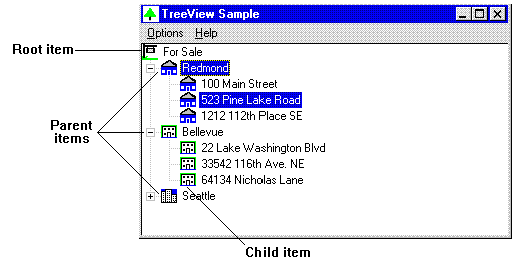 TreeView Sample
Options Help
Root item
For Sale
Redmond
100 Main Street
523 Pine Lake Road
1212 112th Place SE
Parent
items
Bellevue
22 Lake Washington Blvd
33542 116th Ave. NE
64134 Nicholas Lane
Seattle
Child item